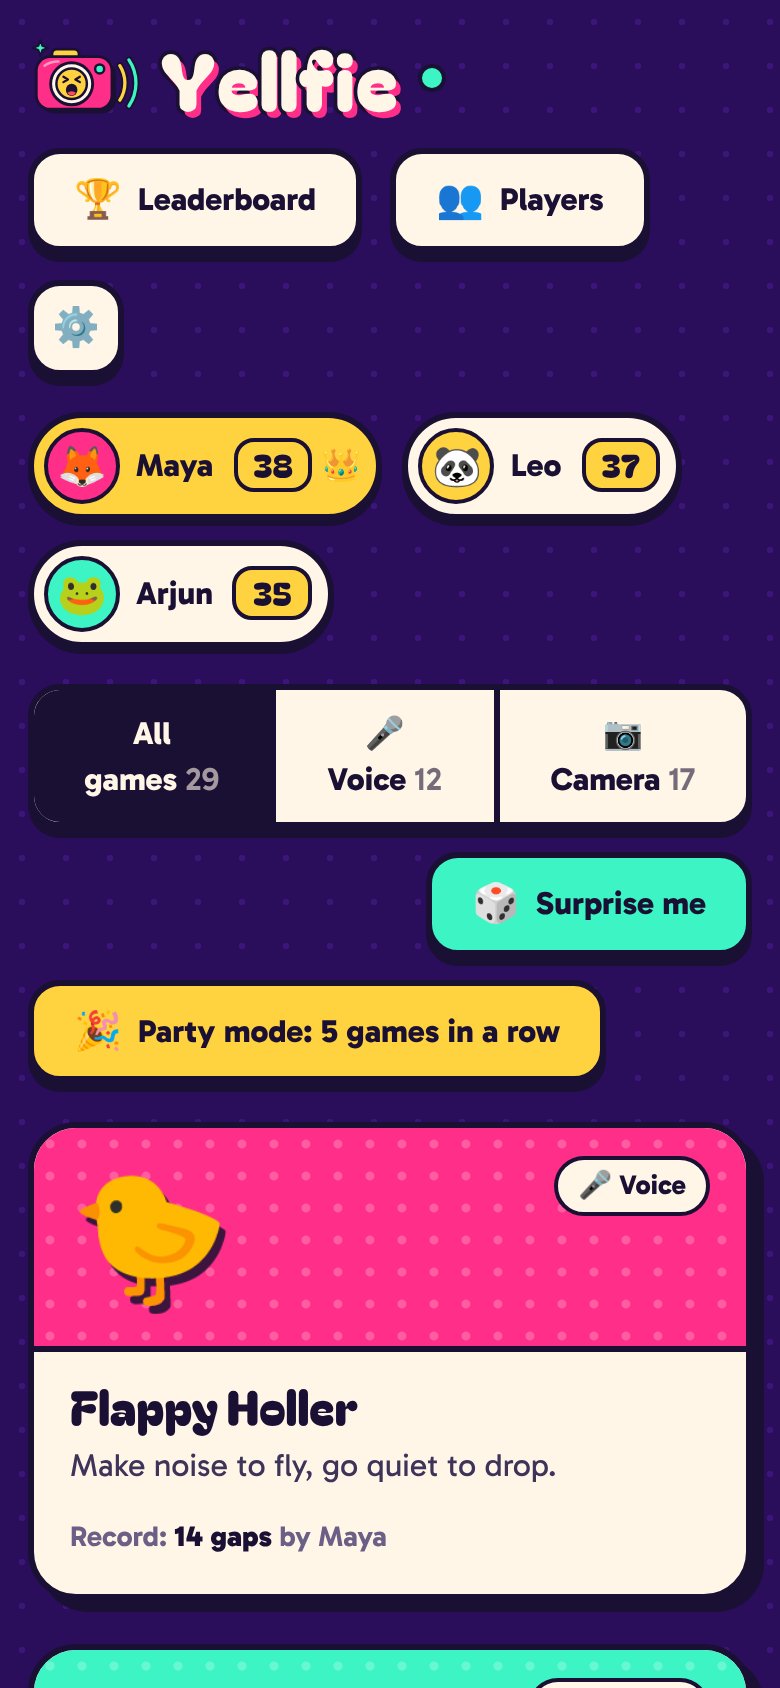 Yellfie
🏆 Leaderboard
👥 Players
⚙️
Maya 38 👑
Leo 37
Arjun 35
All
games 29
🎤
Voice 12
📷
Camera 17
🎲 Surprise me
🎉 Party mode: 5 games in a row
🎤 Voice
Flappy Holler
Make noise to fly, go quiet to drop.
Record: 14 gaps by Maya